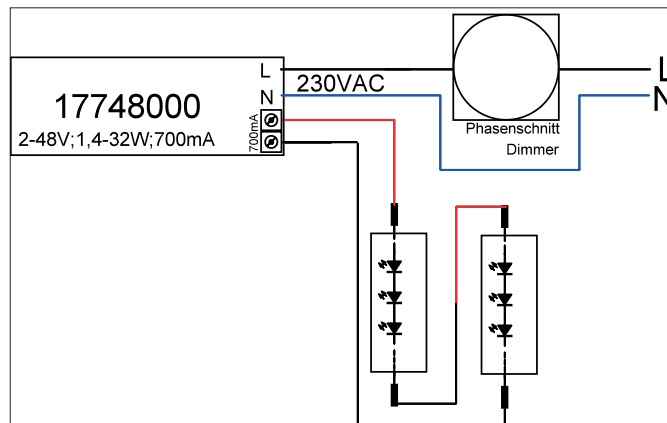 L
L
230VAC
N
N
17748000
2-48V;1,4-32W;700mA
700mA
Phasenschnitt
Dimmer